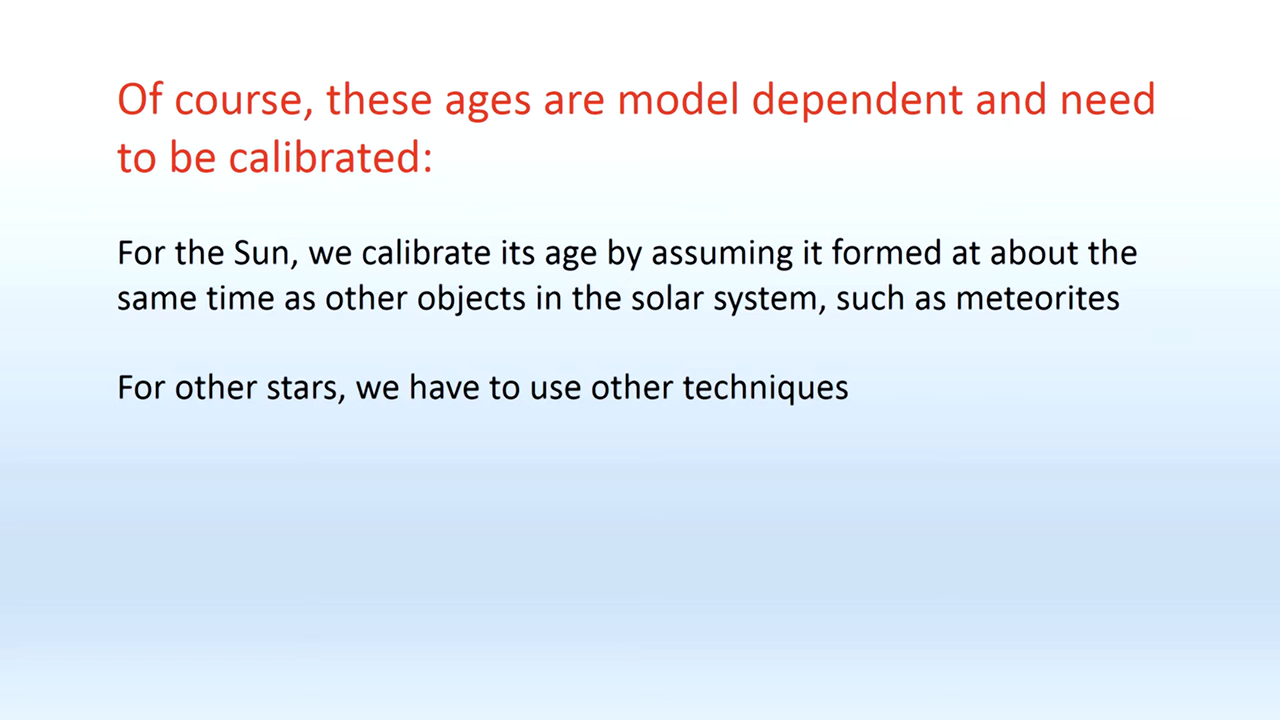 Of course, these ages are model dependent and need
to be calibrated:
For the Sun, we calibrate its age by assuming it formed at about the
same time as other objects in the solar system, such as meteorites
For other stars, we have to use other techniques